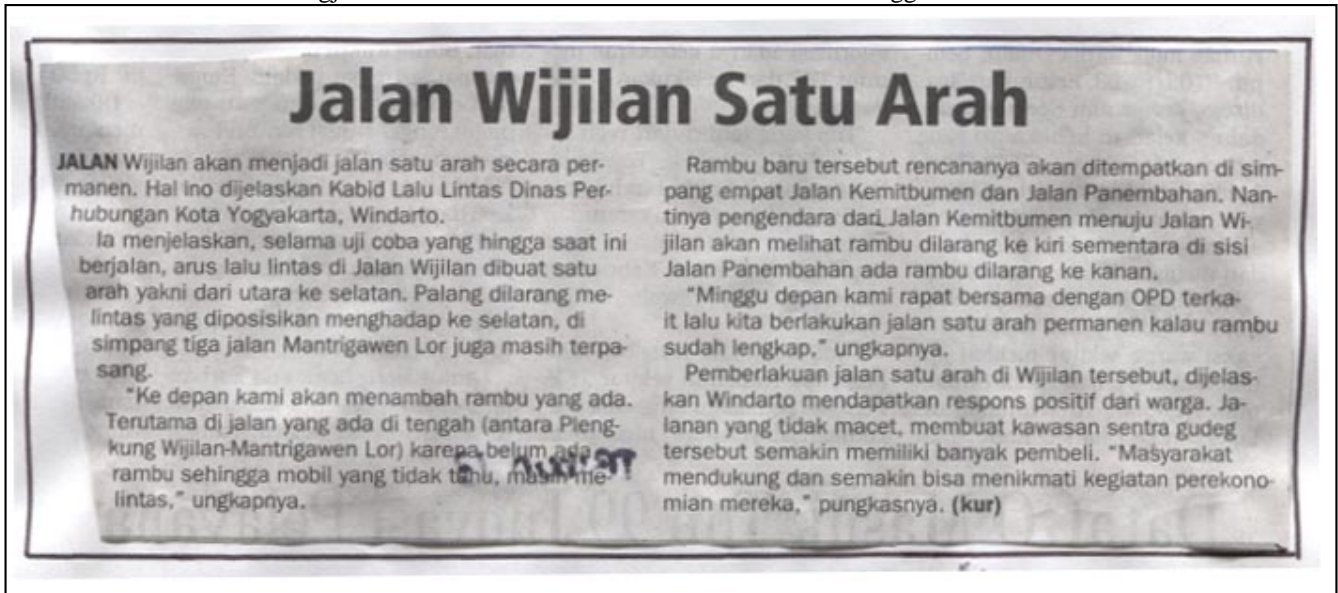 Jalan Wijilan Satu Arah
JALAN Wijilan akan menjadi jalan satu arah secara per-
manen. Hal ino dijelaskan Kabid Lalu Lintas Dinas Per-
hubungan Kota Yogyakarta, Windarto.
Ia menjelaskan, selama uji coba yang hingga saat ini
berjalan, arus lalu lintas di Jalan Wijilan dibuat satu
arah yakni dari utara ke selatan. Palang dilarang me-
lintas yang diposisikan menghadap ke selatan, di
simpang tiga jalan Mantrigawen Lor juga masih terpa-
sang.
"Ke depan kami akan menambah rambu yang ada.
Terutama di jalan yang ada di tengah (antara Pleng-
kung Wijilan-Mantrigawen Lor) karena belum ada
rambu sehingga mobil yang tidak tahu, masih me-
lintas," ungkapnya.
Rambu baru tersebut rencananya akan ditempatkan di sim-
pang empat Jalan Kemitbumen dan Jalan Panembahan. Nan-
tinya pengendara dari Jalan Kemitbumen menuju Jalan Wi-
jilan akan melihat rambu dilarang ke kiri sementara di sisi
Jalan Panembahan ada rambu dilarang ke kanan.
"Minggu depan kami rapat bersama dengan OPD terka-
it lalu kita berlakukan jalan satu arah permanen kalau rambu
sudah lengkap," ungkapnya.
Pemberlakuan jalan satu arah di Wijilan tersebut, dijelas-
kan Windarto mendapatkan respons positif dari warga. Ja-
lanan yang tidak macet, membuat kawasan sentra gudeg
tersebut semakin memiliki banyak pembeli. "Masyarakat
mendukung dan semakin bisa menikmati kegiatan perekono-
mian mereka," pungkasnya. (kur)